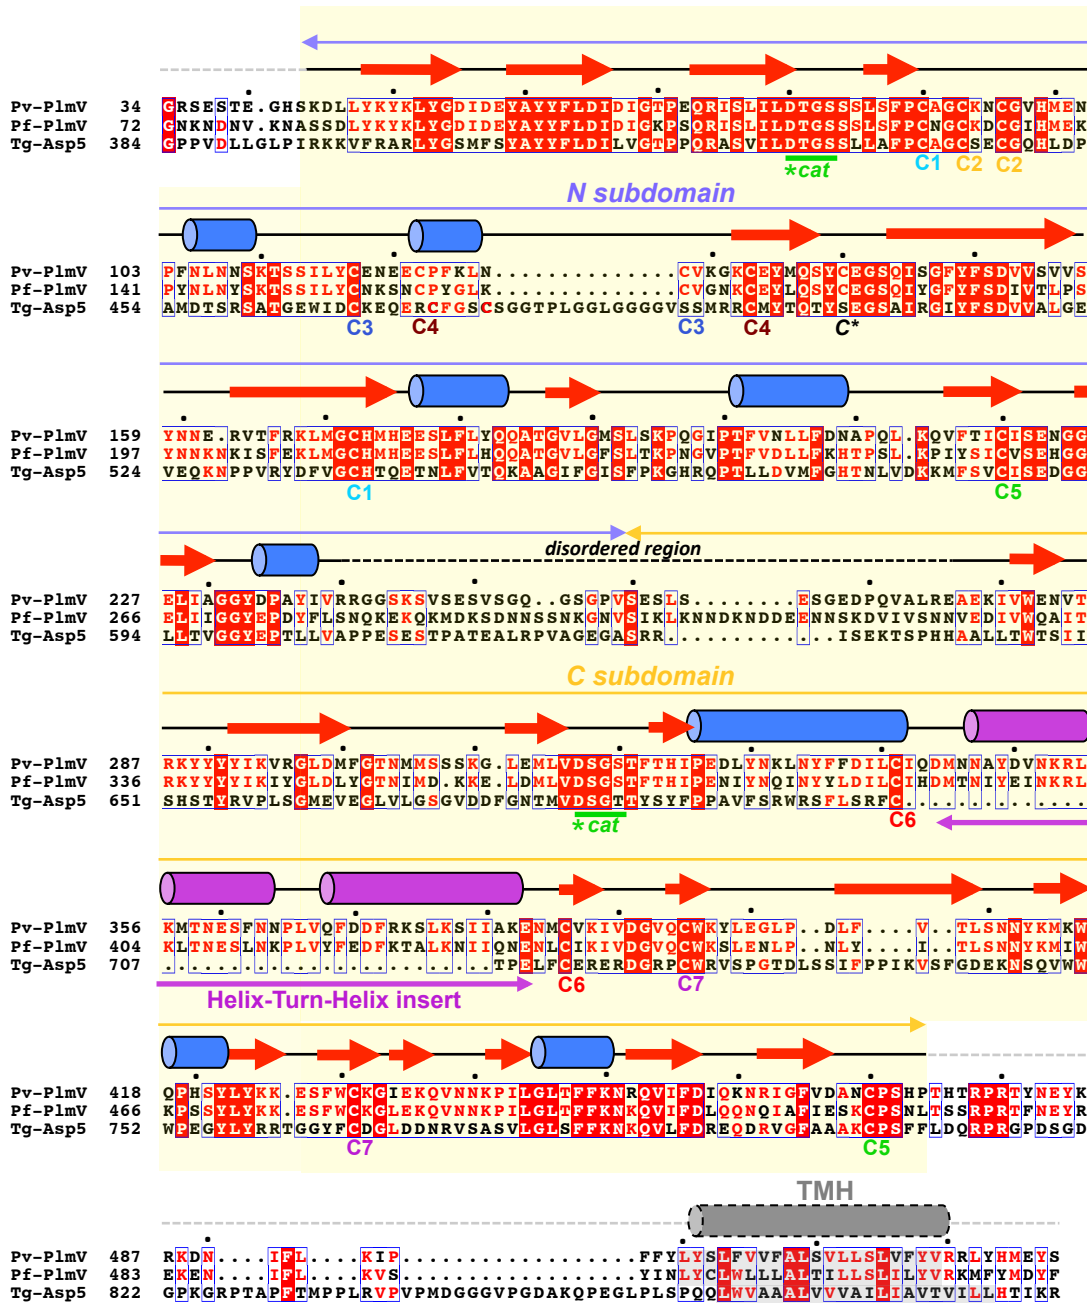 Pv-PlmV 34 GRSESTE.GHSKDLLYKYKLYGDIDEYAYYFLDIDIGTPEQRISLILDTGSSSLSFPCAGCKNCGVHMEN
Pf-PlmV 72 GNKNDNV.KNASSDLYKYKLYGDIDEYAYYFLDIDIGKPSQRISLILDTGSSSLSFPCNGCKDCGIHMEK
Tg-Asp5 384 GPPVDLLGLPIRKKVFRARLYGSMFSYAYYFLDILVGTPPQRASVILDTGSSLLAFPCAGCSECGQHLDP
*cat C1 C2 C2
N subdomain
Pv-PlmV 103 PFNLNNSKTSSILYCENEECPFKLN..............CVKGKCEYMQSYCEGSQISGFYFSDVVSVVS
Pf-PlmV 141 PYNLNYSKTSSILYCNKSNCPYGLK..............CVGNKCEYLQSYCEGSQIYGFYFSDIVTLPS
Tg-Asp5 454 AMDTSRSATGEWIDCKEQERCFGSCSGGTPLGGLGGGGVSSMRRCMYTQTYSEGSAIRGIYFSDVVALGE
C3 C4 C3 C4 C*
Pv-PlmV 159 YNNE.RVTFRKLMGCHMHEESLFLYQQATGVLGMSLSKPQGIPTFVNLLFDNAPQL.KQVFTICISENGG
Pf-PlmV 197 YNNKNKISFEKLMGCHMHEESLFLHQQATGVLGFSLTKPNGVPTFVDLLFKHTPSL.KPIYSICVSEHGG
Tg-Asp5 524 VEQKNPPVRYDFVGCHTQETNLFVTQKAAGIFGISFPKGHRQPTLLDVMFGHTNLVDKKMFSVCISEDGG
C1 C5
disordered region
Pv-PlmV 227 ELIAGGYDPAYIVRRGGSKSVSESVSGQ..GSGPVSESLS........ESGEDPQVALREAEKIVWENVT
Pf-PlmV 266 ELIIGGYEPDYFLSNQKEKQKMDKSDNNSSNKGNVSIKLKNNDKNDDEENNSKDVIVSNNVEDIVWQAIT
Tg-Asp5 594 LLTVGGYEPTLLVAPPESESTPATEALRPVAGEGASRR............ISEKTSPHHAALLTWTSII
C subdomain
Pv-PlmV 287 RKYYYYIKVRGLDMFGTNMMSSSKG.LEMLVDSGSTFTHIPEDLYNKLNYFFDILCIQDMNNAYDVNKRL
Pf-PlmV 336 RKYYYYIKIYGLDLYGTNIMD.KKE.LDMLVDSGSTFTHIPENIYNQINYYLDILCIHDMTNIYEINKRL
Tg-Asp5 651 SHSTYRVPLSGMEVEGLVLGSGVDDFGNTMVDSGTTYSYFPPAVFSRWRSFLSRFC..............
*cat C6
Pv-PlmV 356 KMTNESFNNPLVQFDDFRKSLKSIIAKENMCVKIVDGVQCWKYLEGLP..DLF....V..TLSNNYKMKW
Pf-PlmV 404 KLTNESLNKPLVYFEDFKTALKNIIQNENLCIKIVDGVQCWKSLENLP..NLY....I..TLSNNYKMIW
Tg-Asp5 707 .........................TPELFCERERDGRPCWRVSPGTDLSSIFPPIKVSFGDEKNSQVWW
Helix-Turn-Helix insert C6 C7
Pv-PlmV 418 QPHSYLYKK.ESFWCKGIEKQVNNKPILGLTFFKNRQVIFDIQKNRIGFVDANCPSHPTHTRPRTYNEYK
Pf-PlmV 466 KPSSYLYKK.ESFWCKGLEKQVNNKPILGLTFFKNKQVIFDLQQNQIAFIESKCPSNLTSSRPRTFNEYK
Tg-Asp5 752 WPEGYLYRRTGGYFCDGLDDNRVSASVLGLSFFKNKQVLFDREQDRVGFAAAKCPSFFLDQRPRGPDSGD
C7 C5
TMH
Pv-PlmV 487 RKDN....IFL...KIP..................FFYLYSLFVVFALSVLLSLVFYVRRLYHMEYS
Pf-PlmV 483 EKEN....IFL...KVS..................YINLYCLWLLLALTILLSLILYVRKMFYMDYF
Tg-Asp5 822 GPKGRPTAPFTMPPLRVPVPMDGGGVPGDAKQPEGLPLSPQQLWVAAALVVVAILIAVTVILLHTIKR